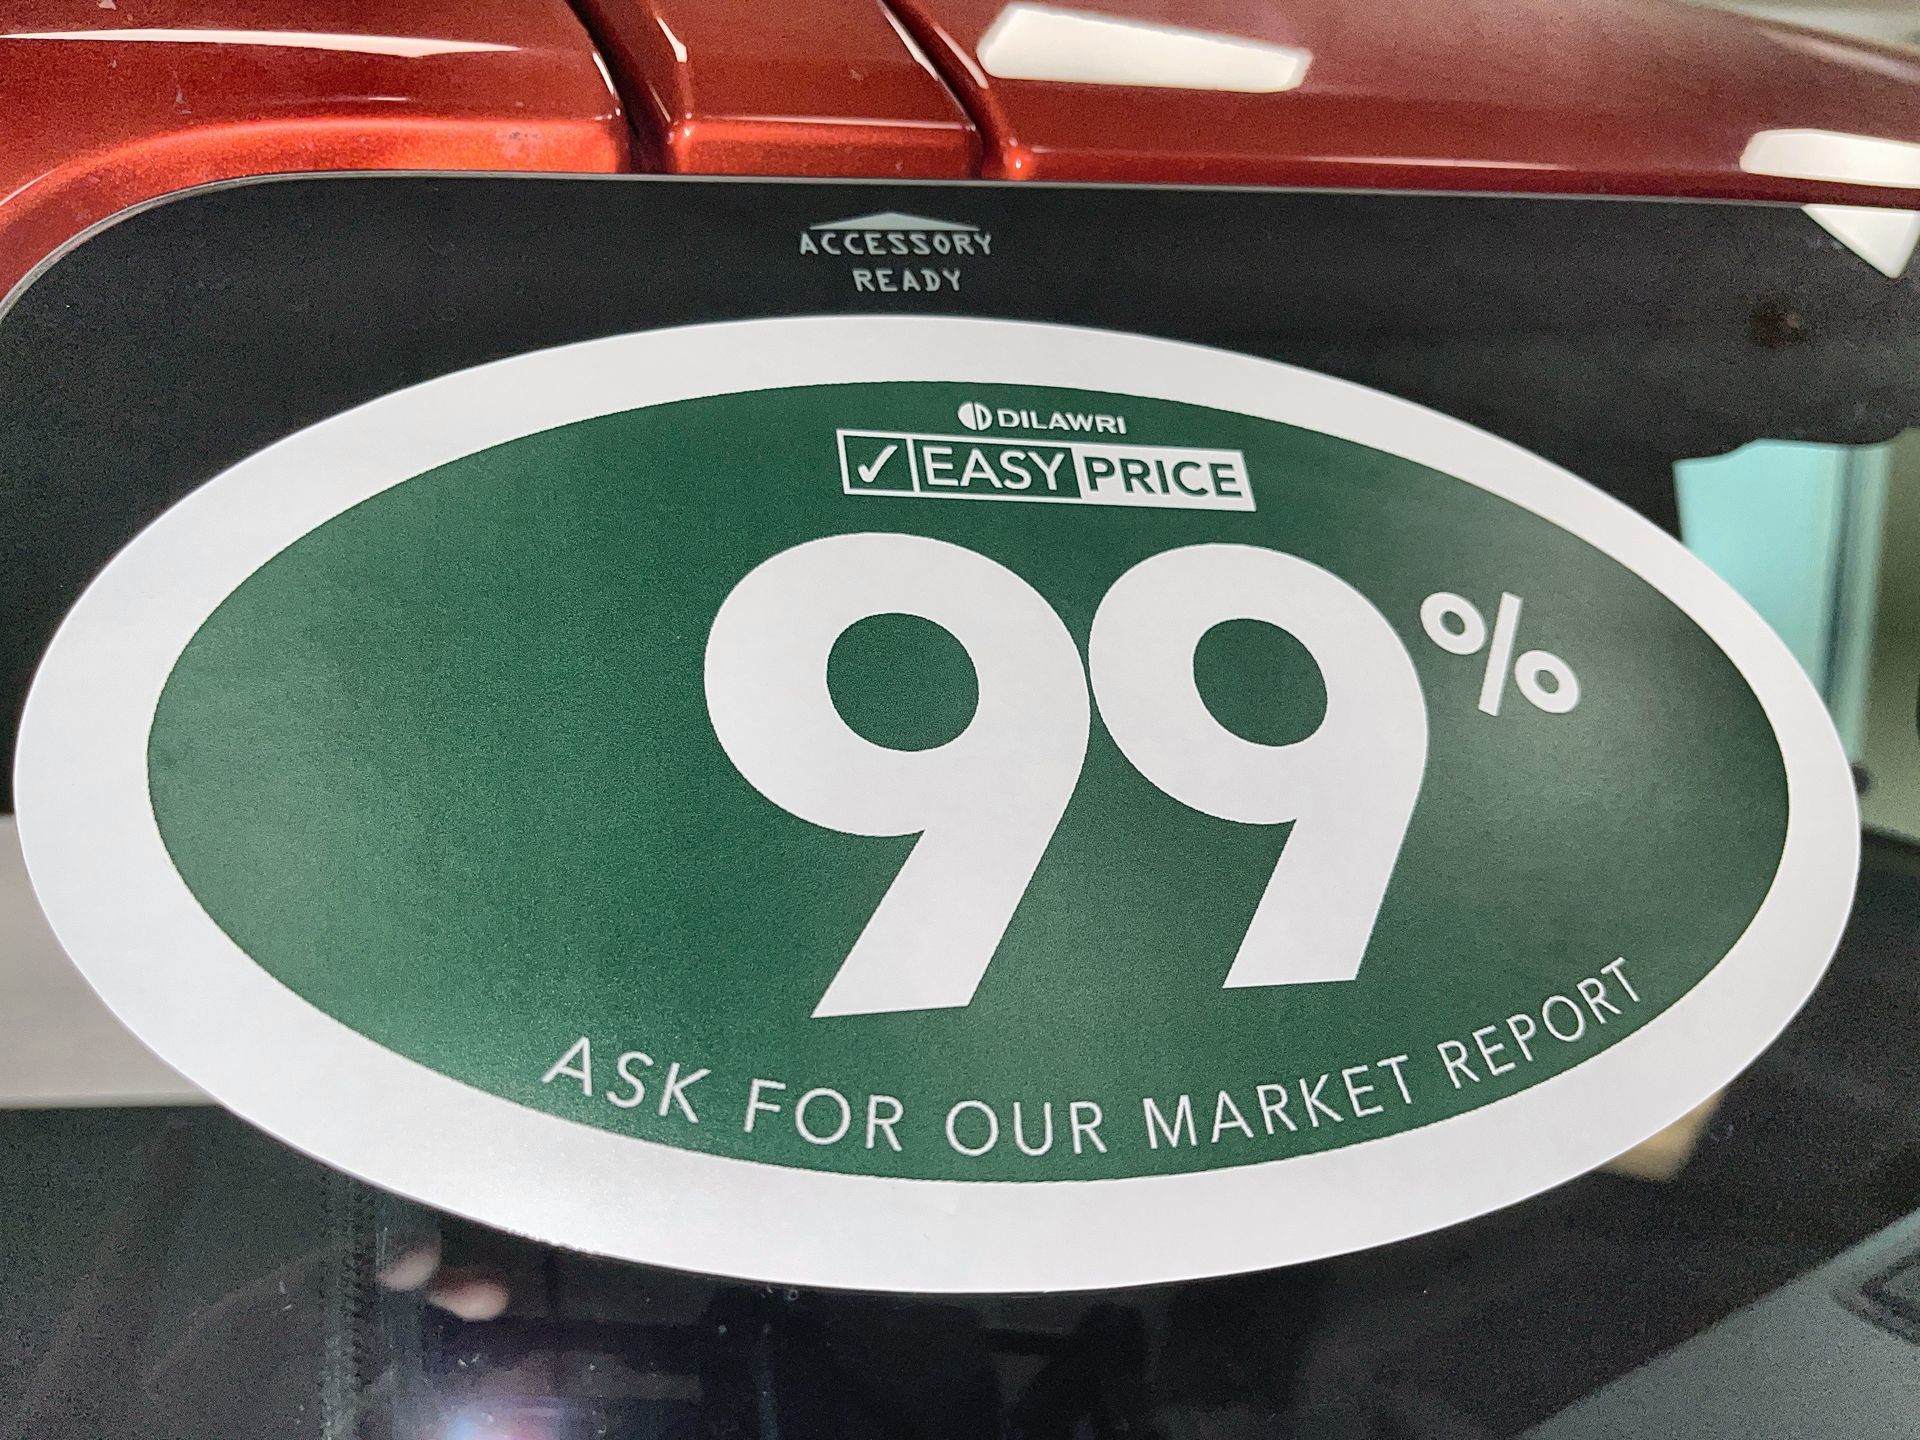 ACCESSORY
READY
DILAWRI
✓ EASY PRICE
99%
ASK FOR OUR MARKET REPORT